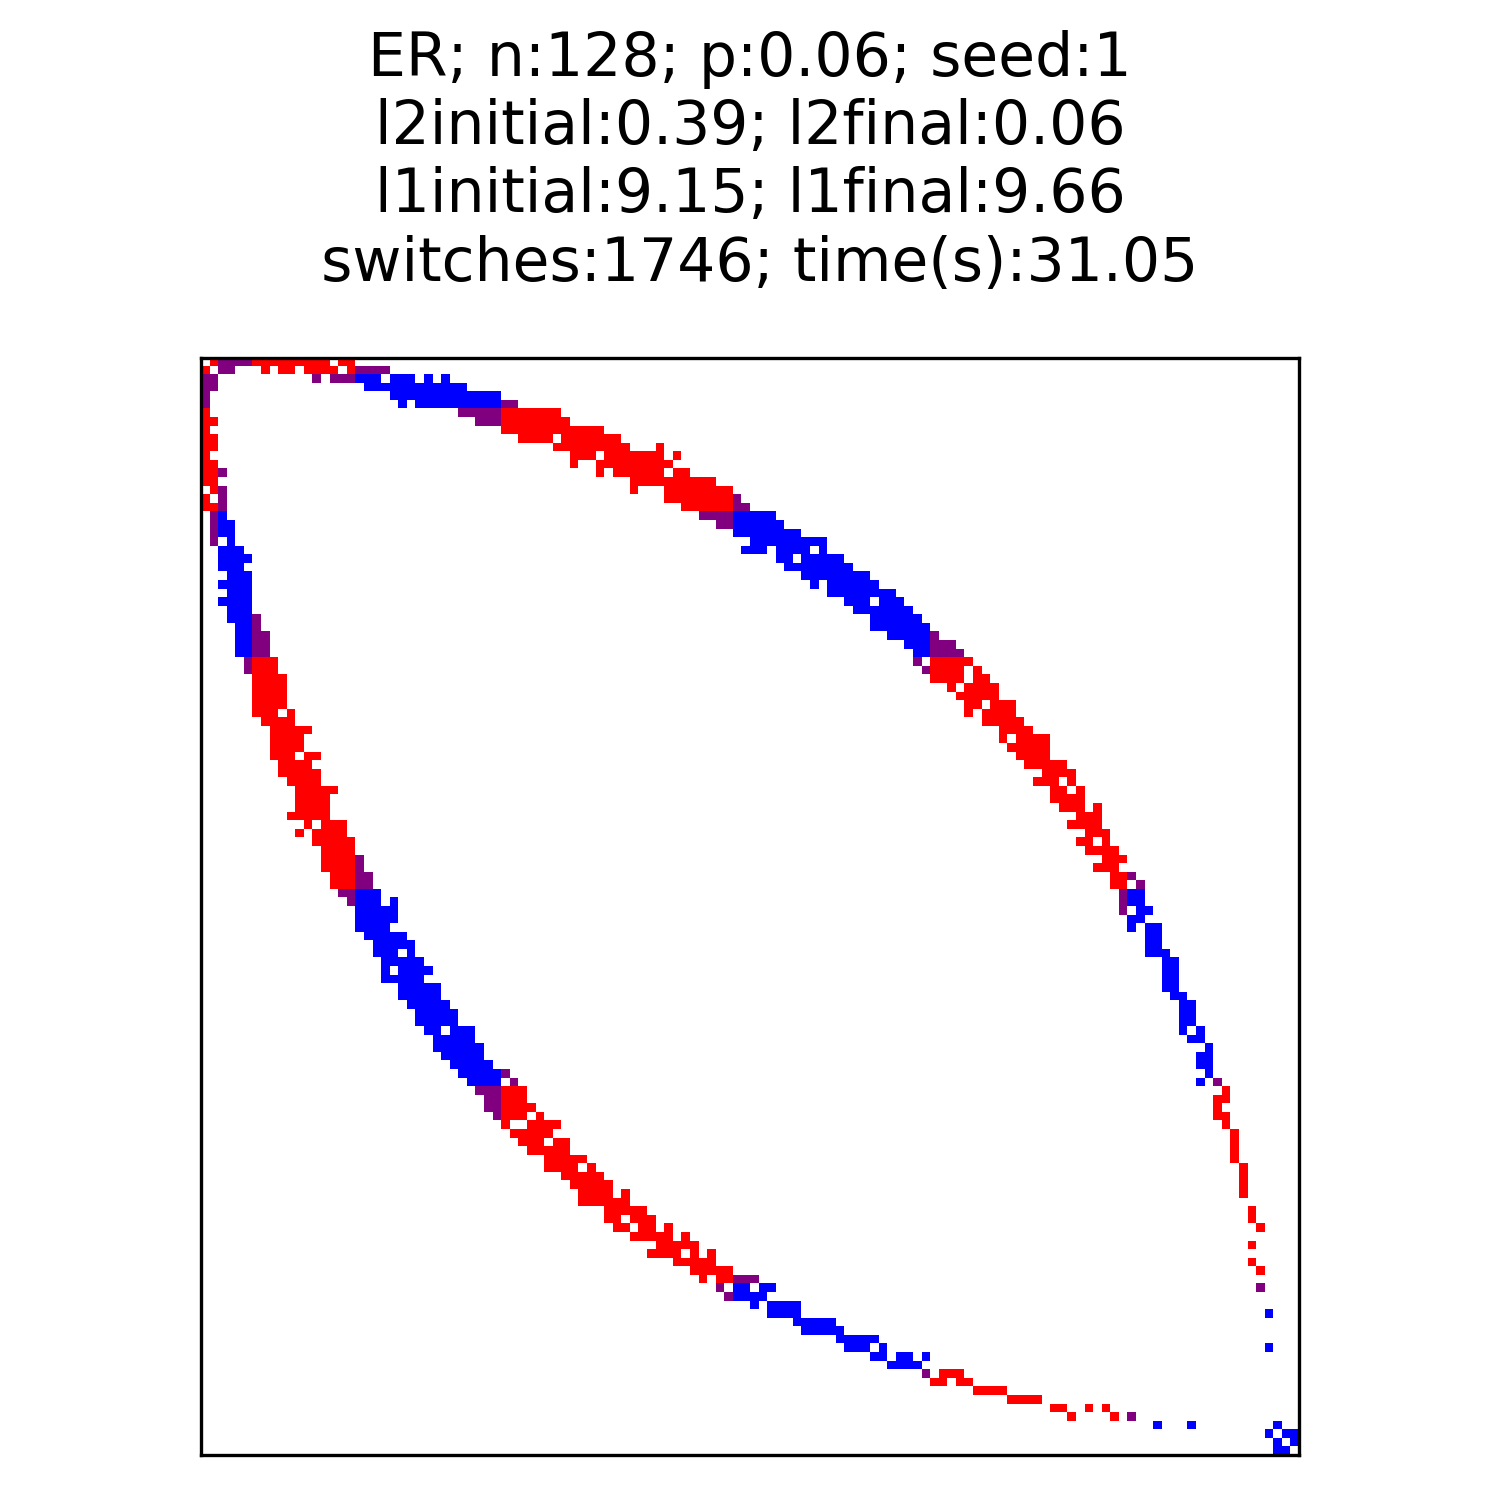 ER; n:128; p:0.06; seed:1
l2initial:0.39; l2final:0.06
l1initial:9.15; l1final:9.66
switches:1746; time(s):31.05